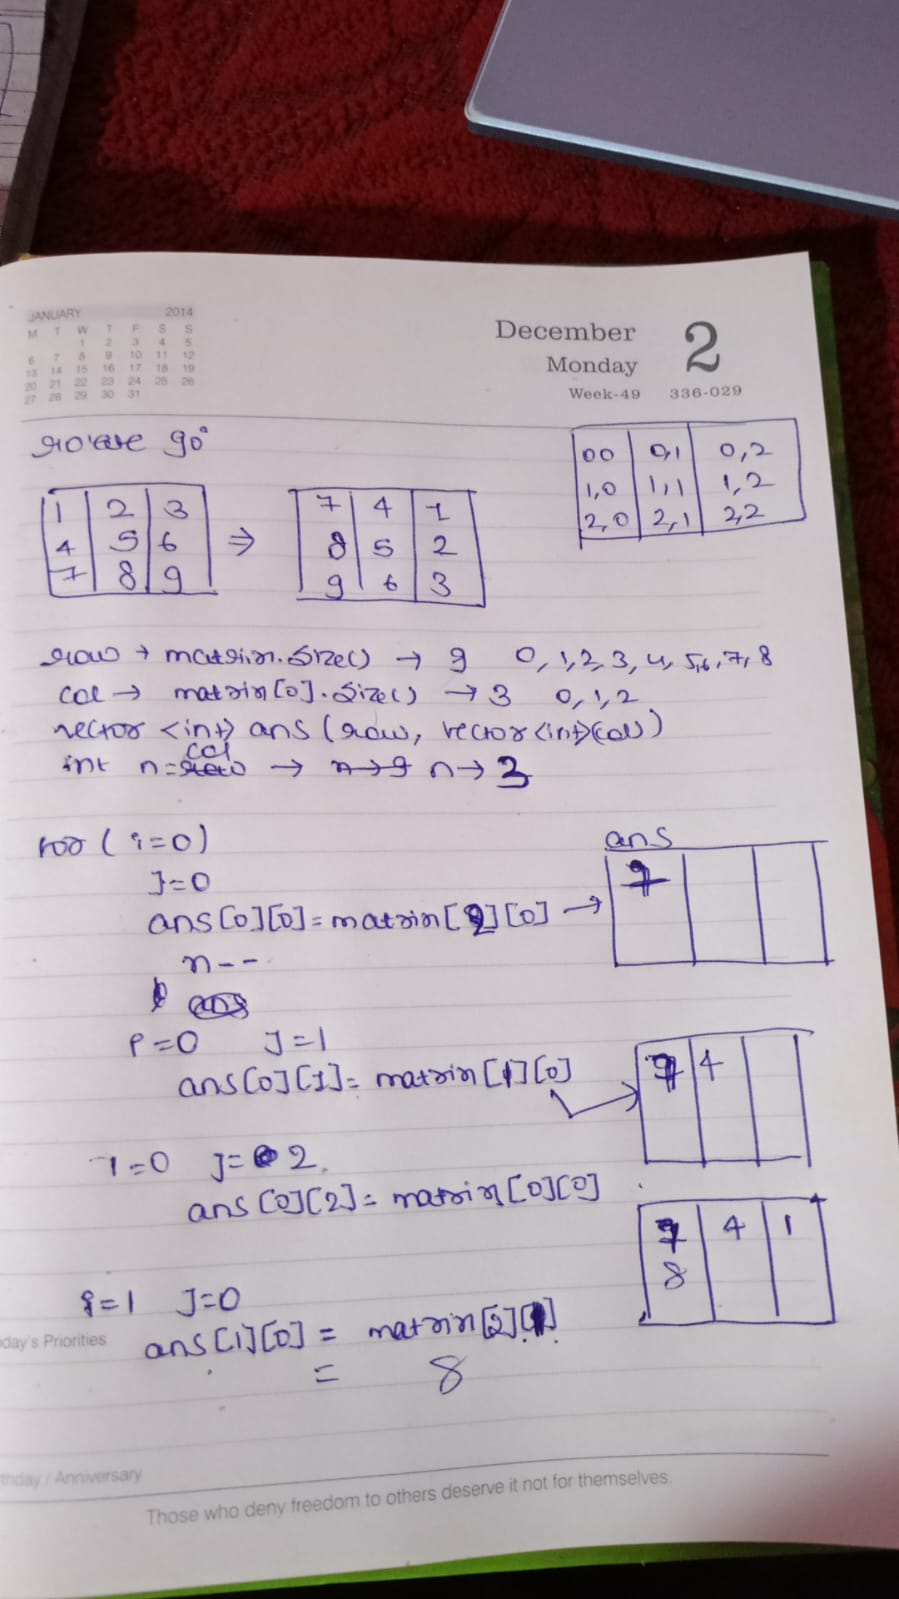 JANUARY 2014
M T W T F S S
1 2 3 4 5
6 7 8 9 10 11 12
13 14 15 16 17 18 19
20 21 22 23 24 25 26
27 28 29 30 31
December 2
Monday
Week-49 336-029
90°
00 0,1 0,2
1,0 1,1 1,2
2,0 2,1 2,2
1 2 3
4 5 6
7 8 9
⇒
7 4 1
8 5 2
9 6 3
row → matrix.size() → 9 0,1,2,3,4,5,6,7,8
col → matrix[0].size() → 3 0,1,2
vector <int> ans (row, vector<int>(col)
int n=col → n→9 n→3
for (i=0)
J=0
ans[0][0]=matrix[2][0] →
ans
7
n--
i=0 J=1
ans[0][1]= matrix[1][0]
7 4
i=0 J=2
ans[0][2]= matrix[0][0]
7 4 1
8
i=1 J=0
ans[1][0] = matrix[2][1]
= 8
day's Priorities
thday / Anniversary
Those who deny freedom to others deserve it not for themselves.